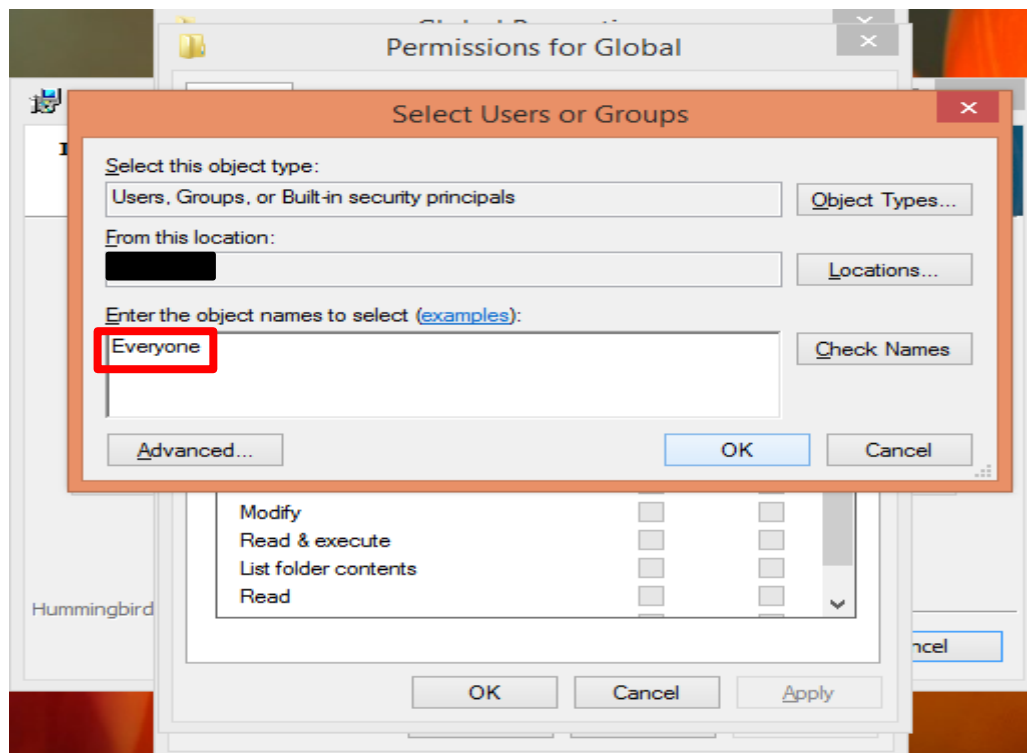 Permissions for Global
Select Users or Groups
Select this object type:
Users, Groups, or Built-in security principals
Object Types...
From this location:
Locations...
Enter the object names to select (examples):
Everyone
Check Names
Advanced...
OK
Cancel
Modify
Read & execute
List folder contents
Read
Hummingbird
ncel
OK
Cancel
Apply